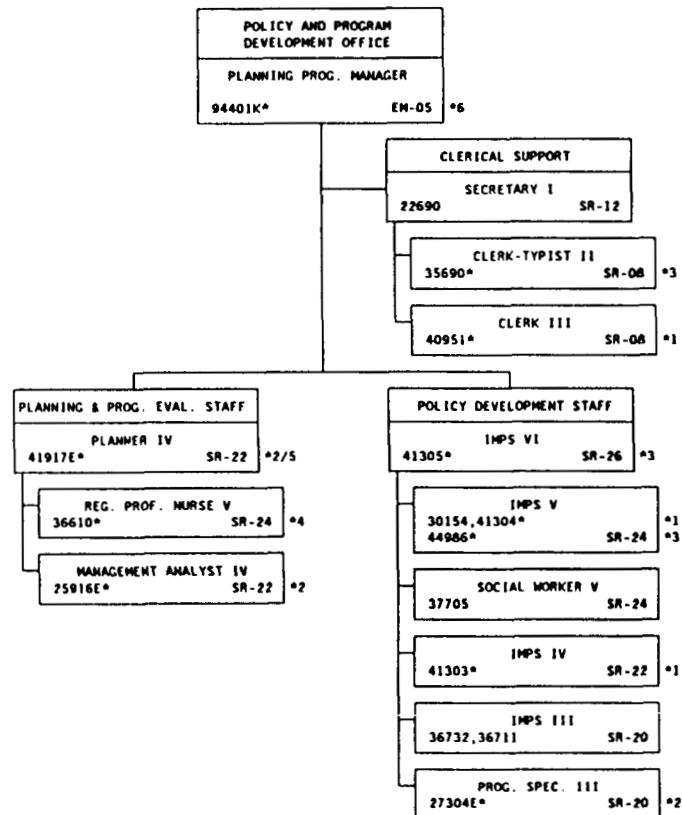 POLICY AND PROGRAM
DEVELOPMENT OFFICE
PLANNING PROG. MANAGER
94401K* EM-05 *6
CLERICAL SUPPORT
SECRETARY I
22690 SR-12
CLERK-TYPIST II
35690* SR-08 *3
CLERK III
40951* SR-08 *1
PLANNING & PROG. EVAL. STAFF
PLANNER IV
41917E* SR-22 *2/5
REG. PROF. NURSE V
36610* SR-24 *4
MANAGEMENT ANALYST IV
25916E* SR-22 *2
POLICY DEVELOPMENT STAFF
IMPS VI
41305* SR-26 *3
IMPS V
30154,41304* *1
44986* SR-24 *3
SOCIAL WORKER V
37705 SR-24
IMPS IV
41303* SR-22 *1
IMPS III
36732,36711 SR-20
PROG. SPEC. III
27304E* SR-20 *2